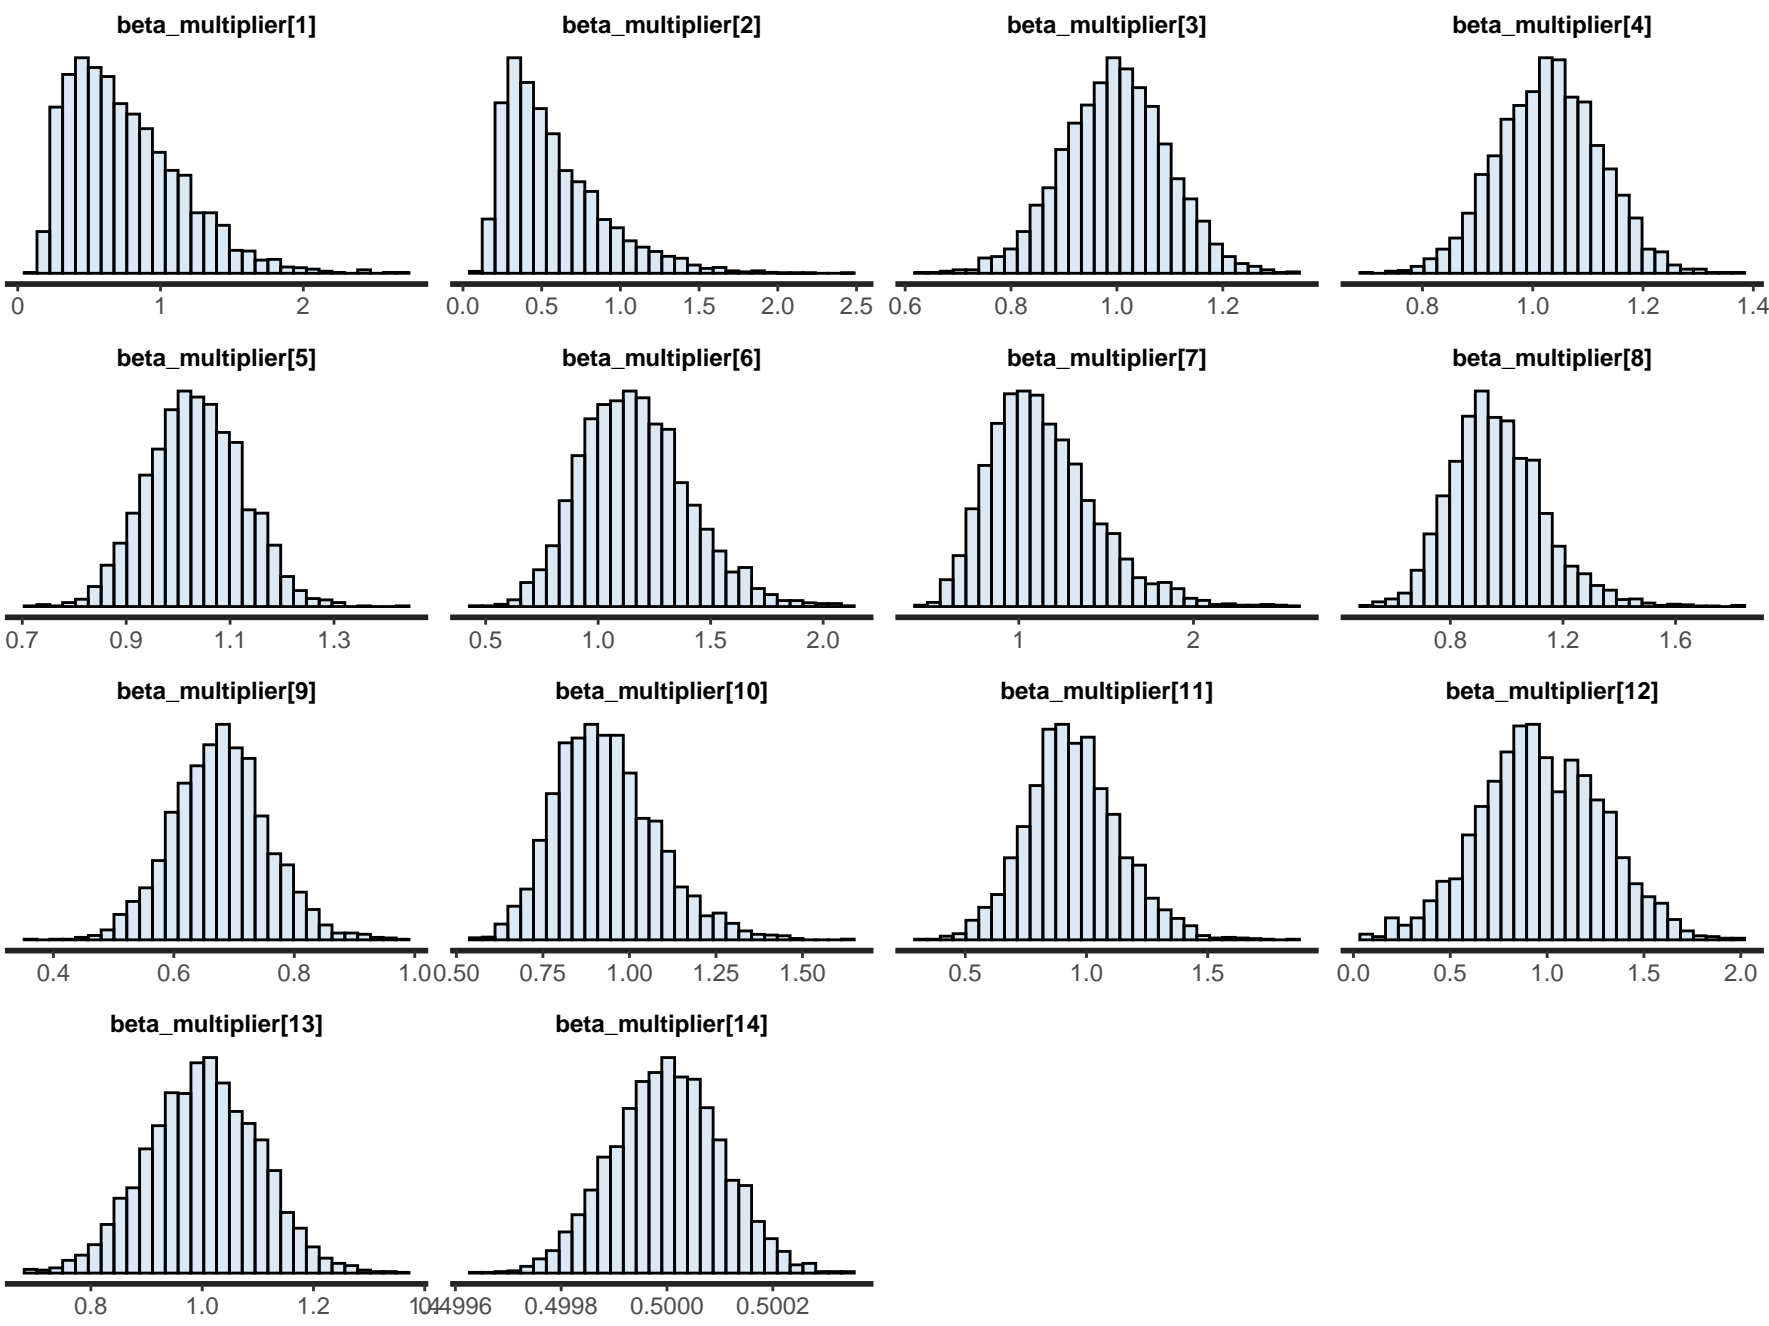 beta_multiplier[1] beta_multiplier[2] beta_multiplier[3] beta_multiplier[4]
0 1 2 0.0 0.5 1.0 1.5 2.0 2.5 0.6 0.8 1.0 1.2 0.8 1.0 1.2 1.4
beta_multiplier[5] beta_multiplier[6] beta_multiplier[7] beta_multiplier[8]
0.7 0.9 1.1 1.3 0.5 1.0 1.5 2.0 1 2 0.8 1.2 1.6
beta_multiplier[9] beta_multiplier[10] beta_multiplier[11] beta_multiplier[12]
0.4 0.6 0.8 1.0 0.50 0.75 1.00 1.25 1.50 0.5 1.0 1.5 0.0 0.5 1.0 1.5 2.0
beta_multiplier[13] beta_multiplier[14]
0.8 1.0 1.2 1.4 0.4996 0.4998 0.5000 0.5002